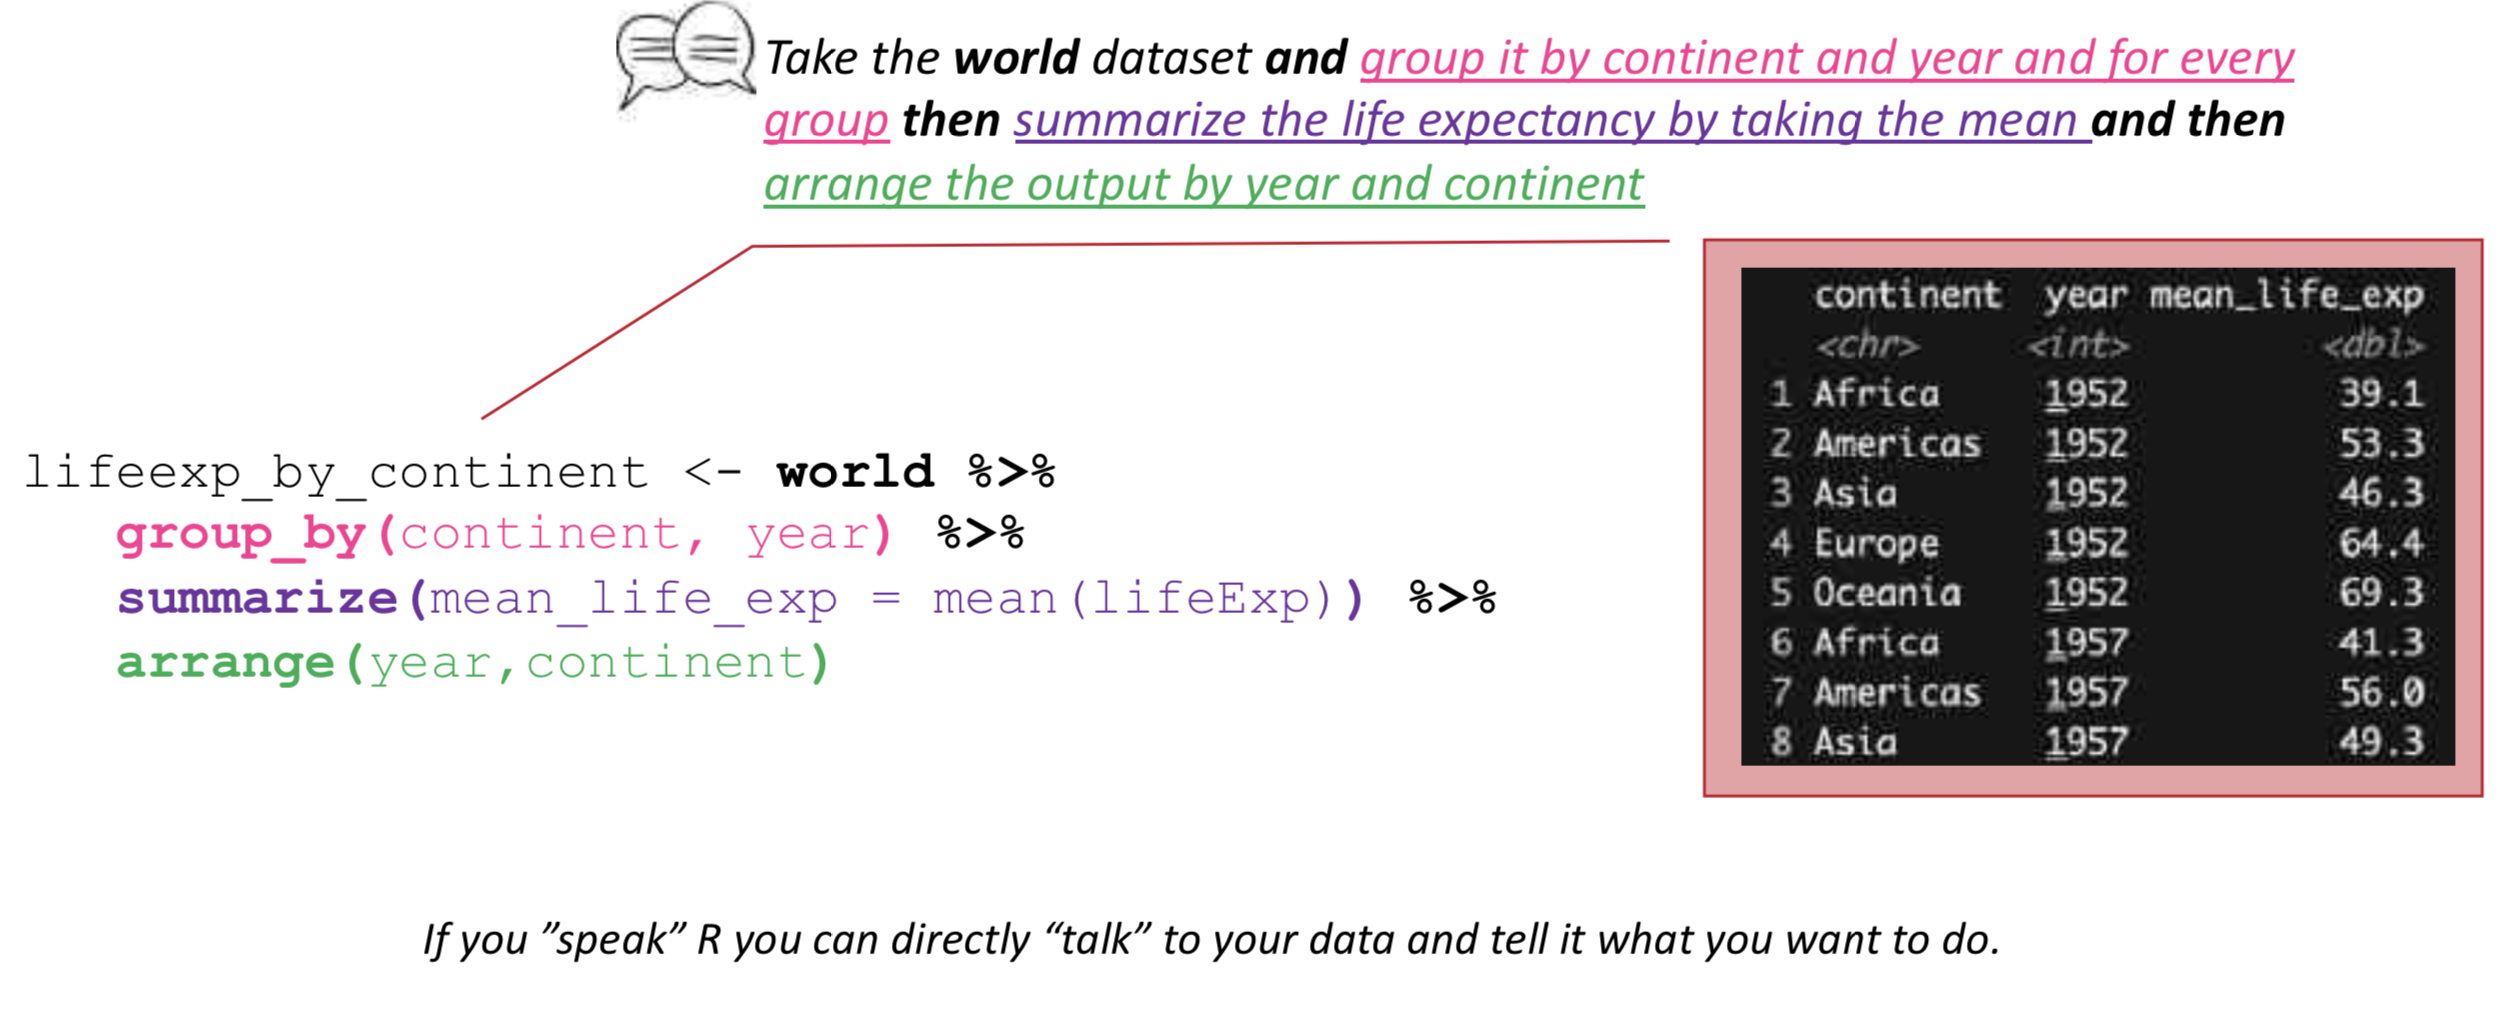 Take the world dataset and group it by continent and year and for every
group then summarize the life expectancy by taking the mean and then
arrange the output by year and continent
lifeexp_by_continent <- world %>%
group_by(continent, year) %>%
summarize(mean_life_exp = mean(lifeExp)) %>%
arrange(year,continent)
continent year mean_life_exp
<chr> <int> <dbl>
1 Africa 1952 39.1
2 Americas 1952 53.3
3 Asia 1952 46.3
4 Europe 1952 64.4
5 Oceania 1952 69.3
6 Africa 1957 41.3
7 Americas 1957 56.0
8 Asia 1957 49.3
If you ”speak” R you can directly “talk” to your data and tell it what you want to do.